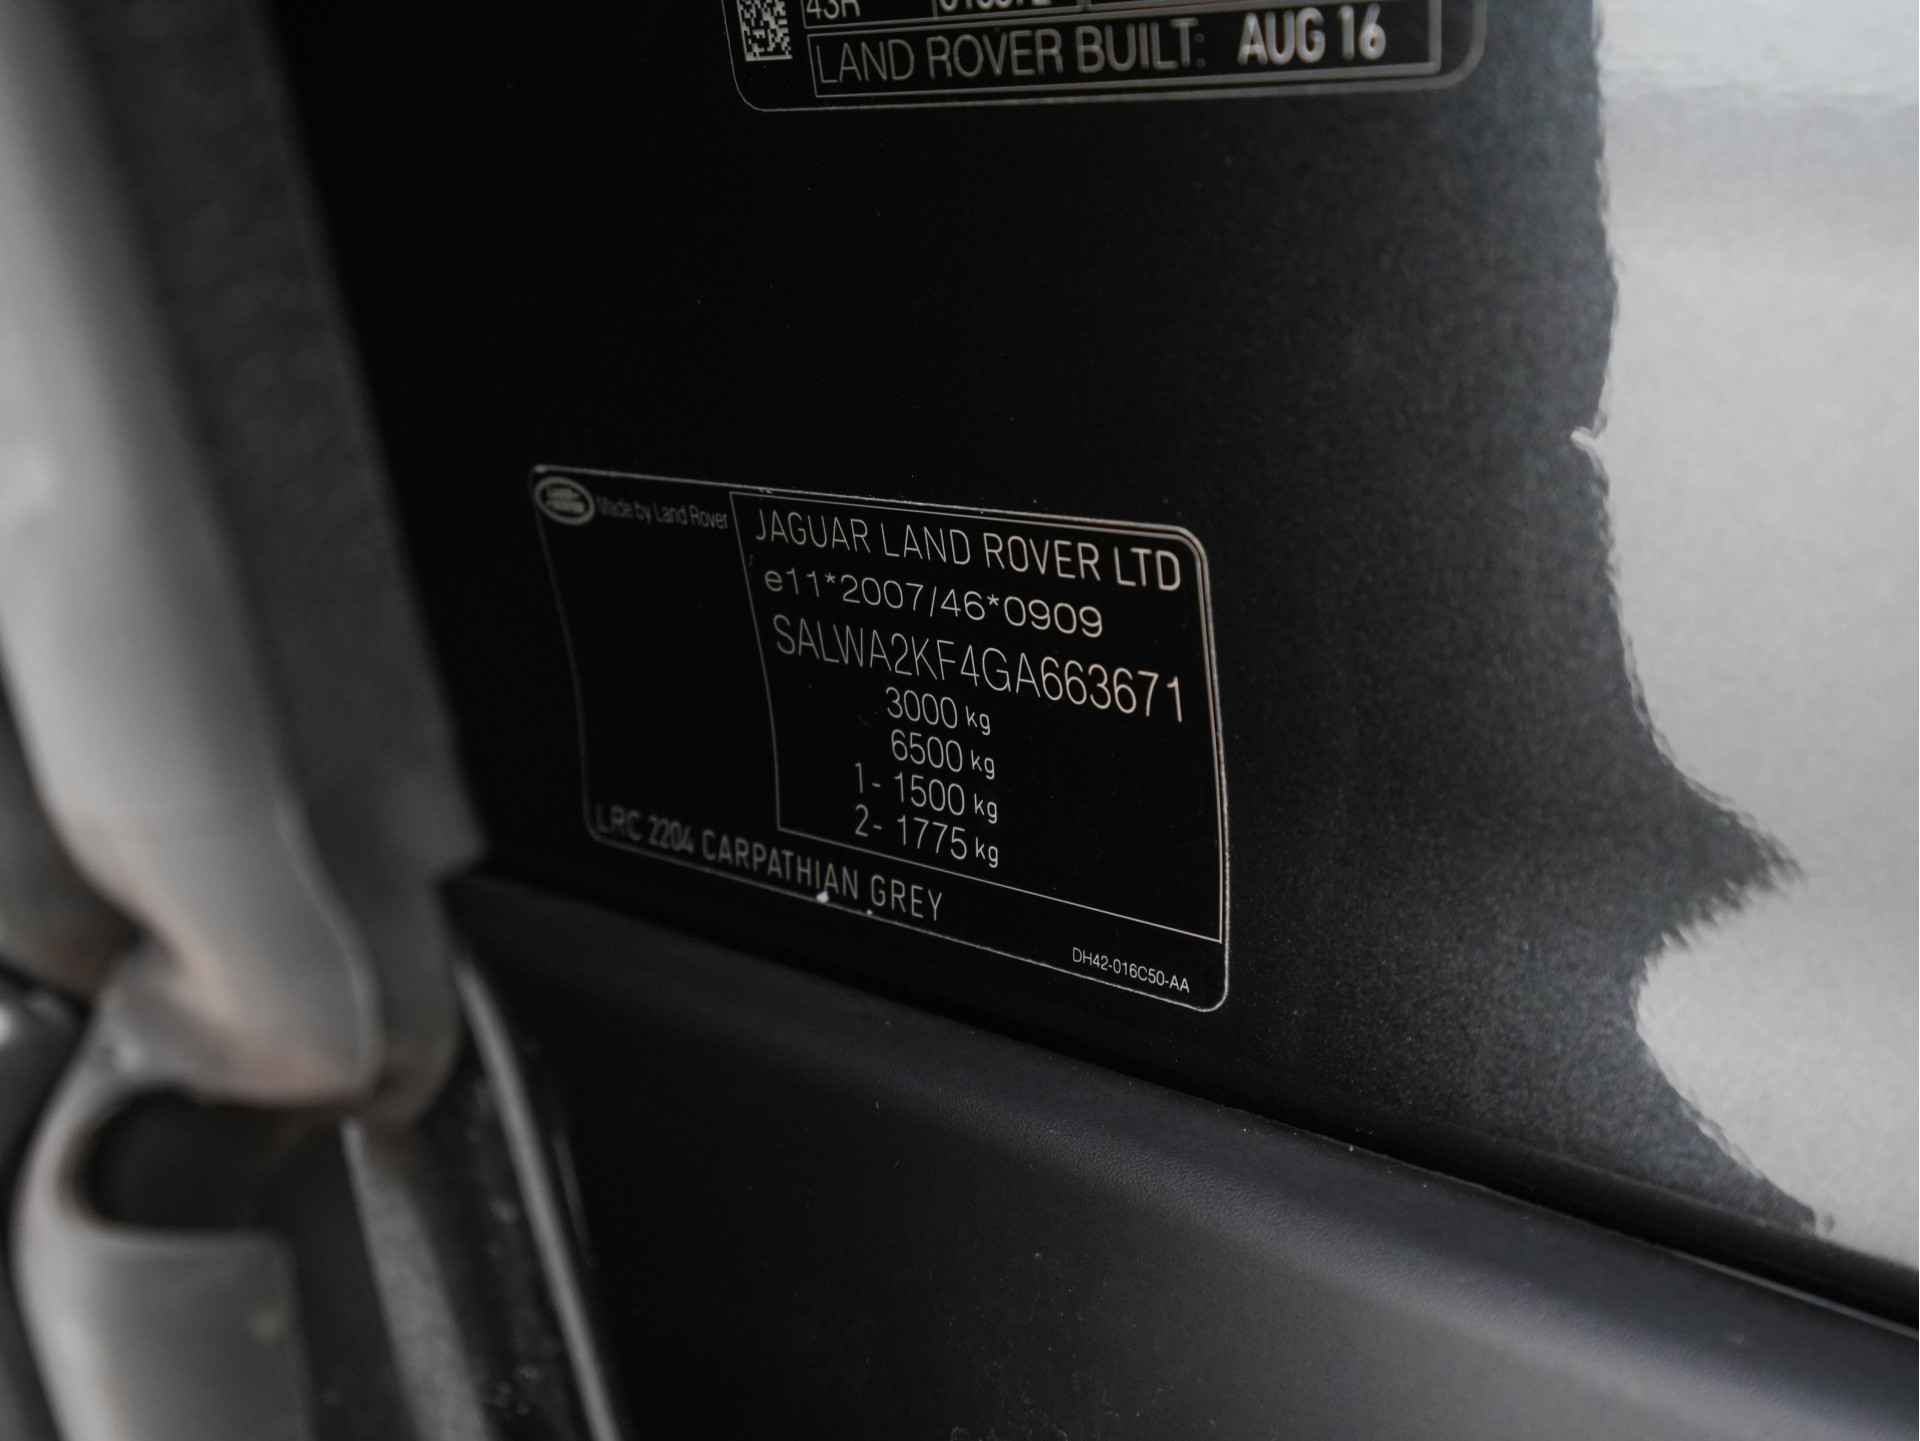 43R
LAND ROVER BUILT: AUG 16
Made by Land Rover
JAGUAR LAND ROVER LTD
e11*2007/46*0909
SALWA2KF4GA663671
3000 kg
6500 kg
1- 1500 kg
2- 1775 kg
LRC 2204 CARPATHIAN GREY
DH42-016C50-AA